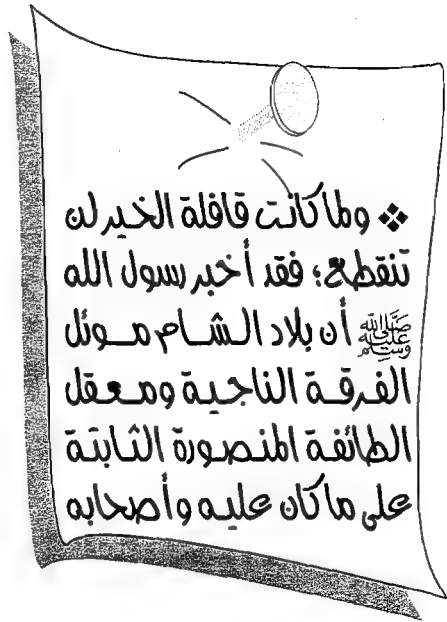 ❖ ولما كانت قافلة الخير لن
تنقطع؛ فقد أخبر رسول الله
ﷺ أن بلاد الشام موئل
الفرقة الناجية ومعقل
الطائفة المنصورة الثابتة
على ما كان عليه وأصحابه